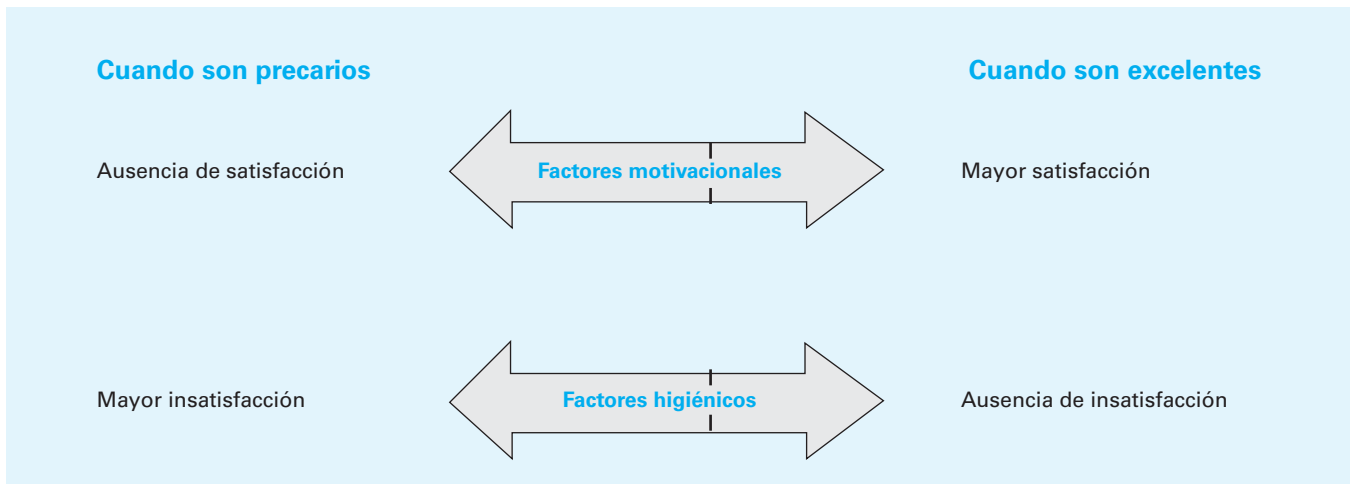 Cuando son precarios
Cuando son excelentes
Ausencia de satisfacción
Factores motivacionales
Mayor satisfacción
Mayor insatisfacción
Factores higiénicos
Ausencia de insatisfacción